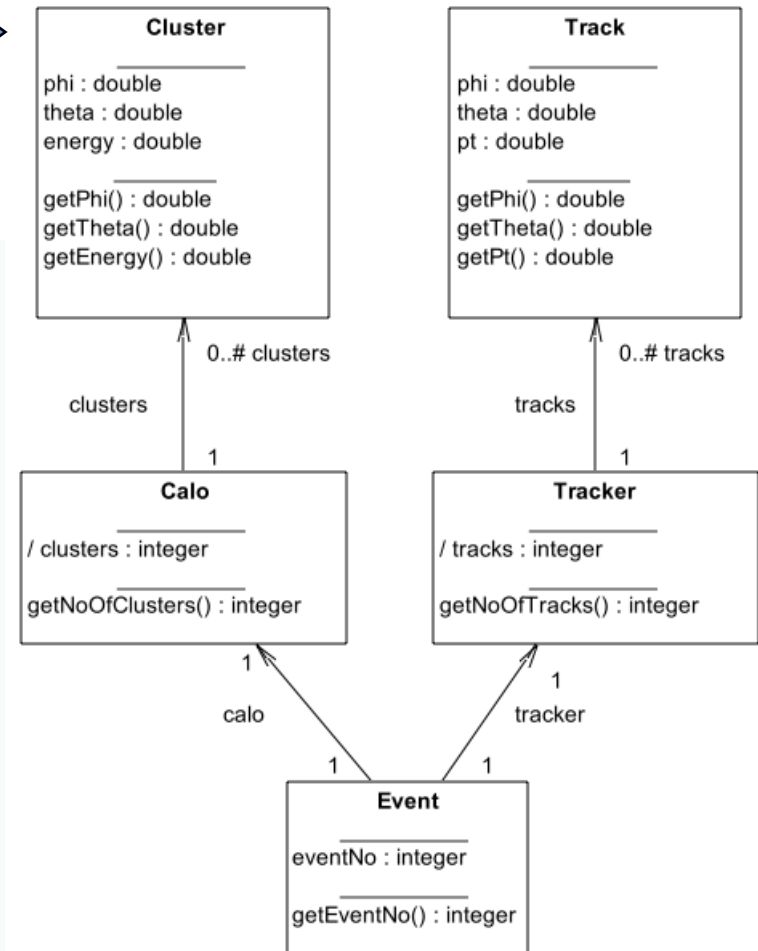 Cluster
phi : double
theta : double
energy : double
getPhi() : double
getTheta() : double
getEnergy() : double
Track
phi : double
theta : double
pt : double
getPhi() : double
getTheta() : double
getPt() : double
0..# clusters
clusters
1
0..# tracks
tracks
1
Calo
/ clusters : integer
getNoOfClusters() : integer
Tracker
/ tracks : integer
getNoOfTracks() : integer
1
calo
1
1
tracker
1
Event
eventNo : integer
getEventNo() : integer